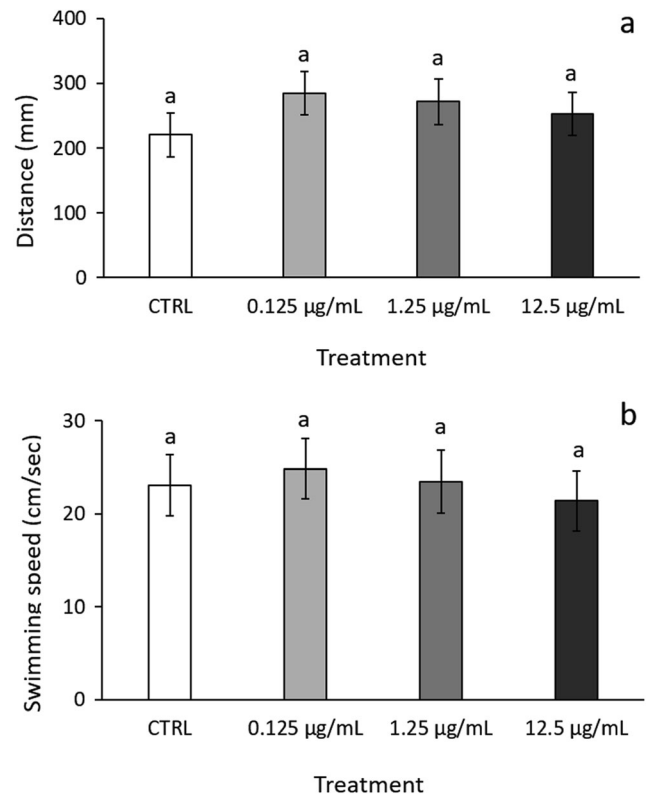 a
400
300
200
100
0
Distance (mm)
a a a a
CTRL 0.125 µg/mL 1.25 µg/mL 12.5 µg/mL
Treatment
b
30
20
10
0
Swimming speed (cm/sec)
a a a a
CTRL 0.125 µg/mL 1.25 µg/mL 12.5 µg/mL
Treatment